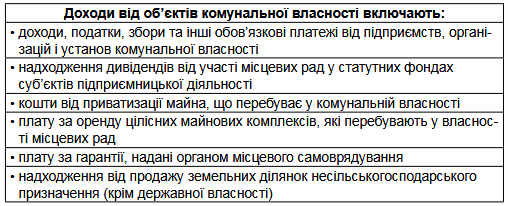 Доходи від об’єктів комунальної власності включають:
• доходи, податки, збори та інші обов’язкові платежі від підприємств, органі-
зацій і установ комунальної власності
• надходження дивідендів від участі місцевих рад у статутних фондах
суб’єктів підприємницької діяльності
• кошти від приватизації майна, що перебуває у комунальній власності
• плату за оренду цілісних майнових комплексів, які перебувають у власнос-
ті місцевих рад
• плату за гарантії, надані органом місцевого самоврядування
• надходження від продажу земельних ділянок несільськогосподарського
призначення (крім державної власності)